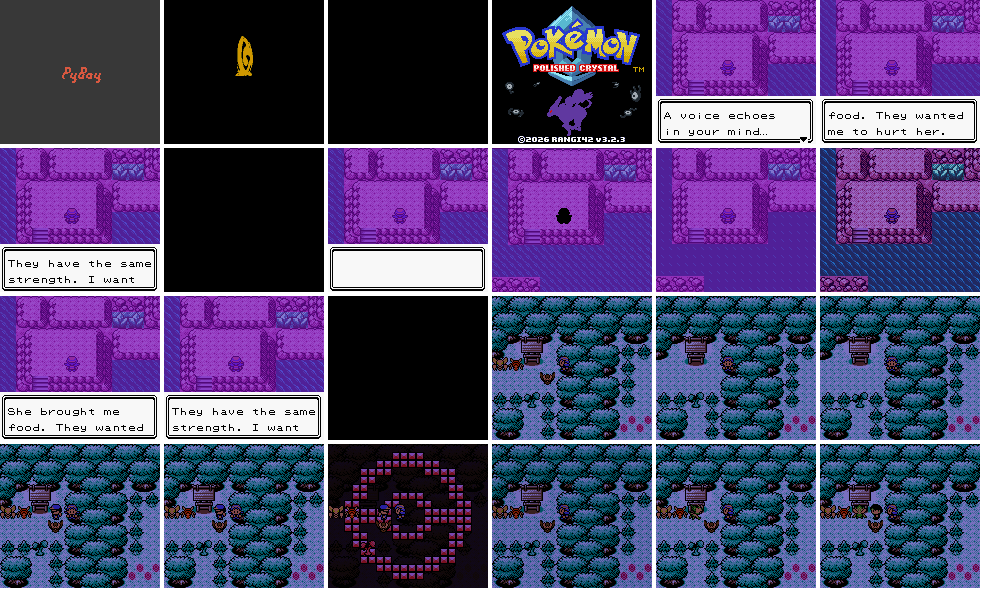 PyBoy
POKéMON
POLISHED CRYSTAL
TM
©2026 RANGI42 v3.2.3
A voice echoes
in your mind…
food. They wanted
me to hurt her.
They have the same
strength. I want
She brought me
food. They wanted
They have the same
strength. I want